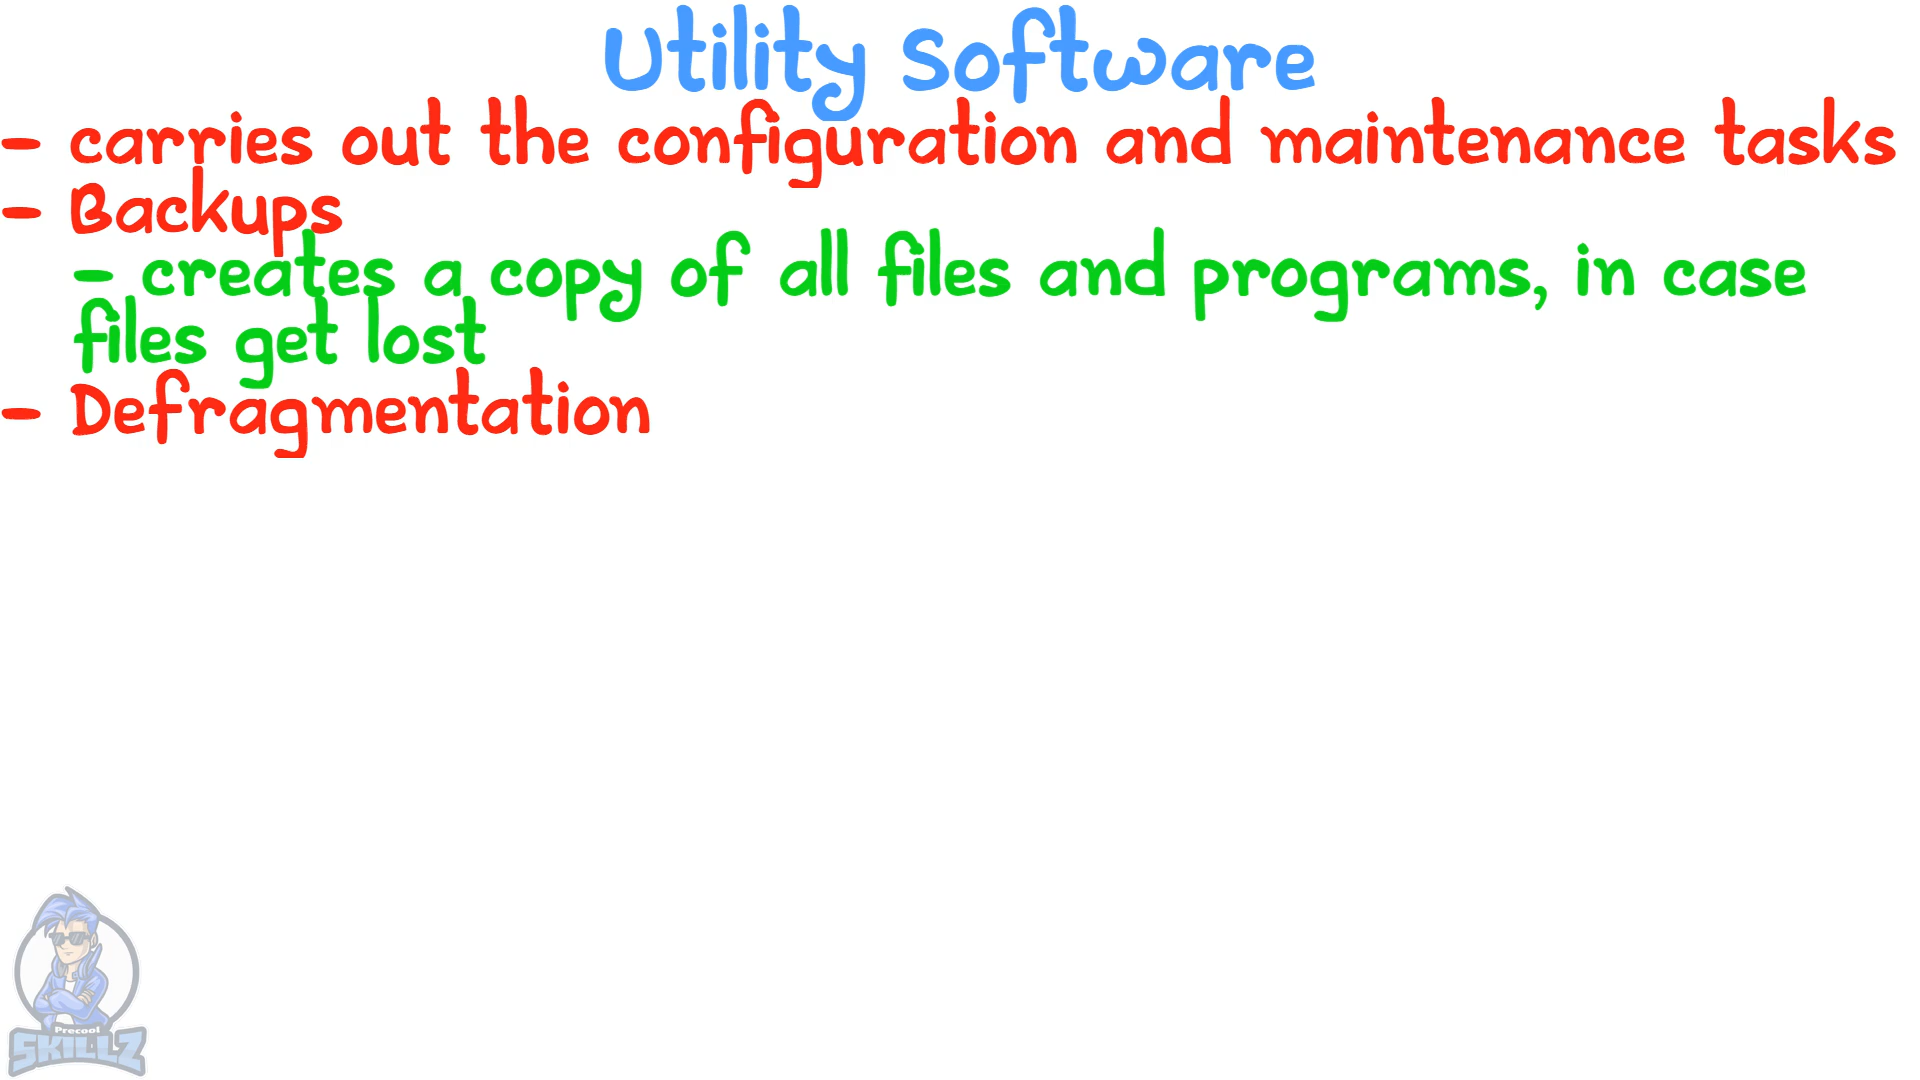 Utility Software
- carries out the configuration and maintenance tasks
- Backups
- creates a copy of all files and programs, in case
files get lost
- Defragmentation
Precool
SKILLZ